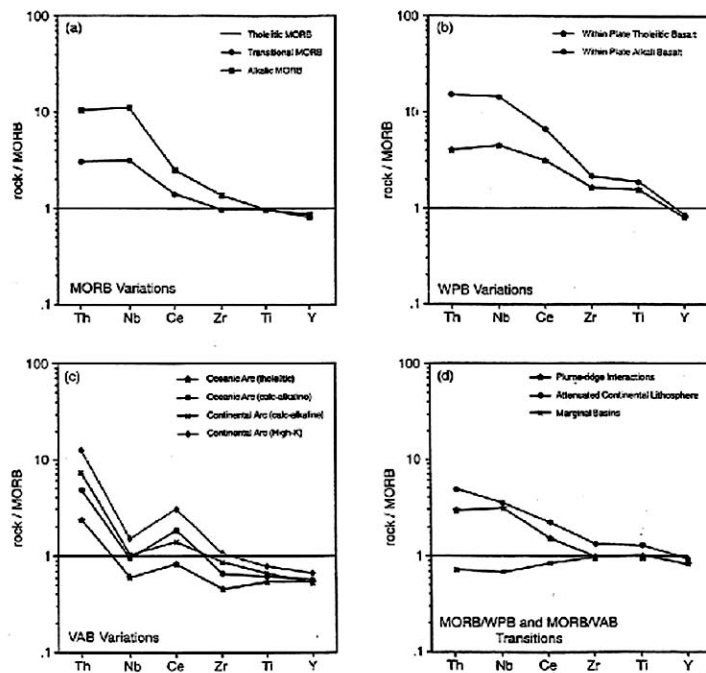 100
(a)
Tholeiitic MORB
Transitional MORB
Alkalic MORB
10
rock / MORB
1
MORB Variations
.1
Th Nb Ce Zr Ti Y
100
(b)
Within Plate Tholeiitic Basalt
Within Plate Alkali Basalt
10
rock / MORB
1
WPB Variations
.1
Th Nb Ce Zr Ti Y
100
(c)
Oceanic Arc (tholeiitic)
Oceanic Arc (calc-alkaline)
Continental Arc (calc-alkaline)
Continental Arc (High-K)
10
rock / MORB
1
VAB Variations
.1
Th Nb Ce Zr Ti Y
100
(d)
Plume-ridge Interactions
Attenuated Continental Lithosphere
Marginal Basins
10
rock / MORB
1
MORB/WPB and MORB/VAB
Transitions
.1
Th Nb Ce Zr Ti Y